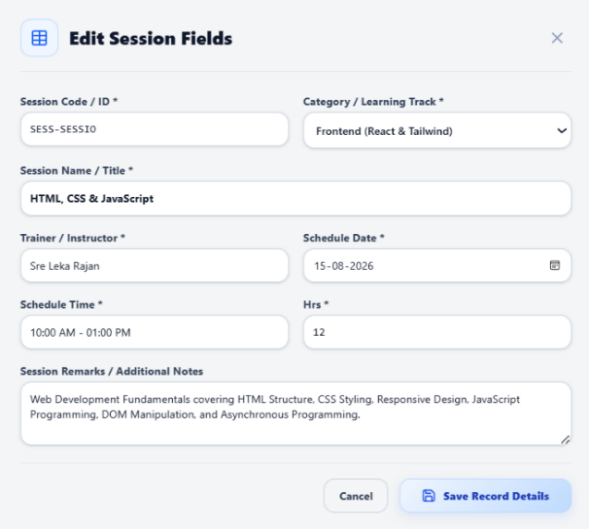 Edit Session Fields
Session Code / ID *
Category / Learning Track *
SESS-SESSIO
Frontend (React & Tailwind)
Session Name / Title *
HTML, CSS & JavaScript
Trainer / Instructor *
Schedule Date *
Sre Leka Rajan
15-08-2026
Schedule Time *
Hrs *
10:00 AM - 01:00 PM
12
Session Remarks / Additional Notes
Web Development Fundamentals covering HTML Structure, CSS Styling, Responsive Design, JavaScript
Programming, DOM Manipulation, and Asynchronous Programming.
Cancel
Save Record Details